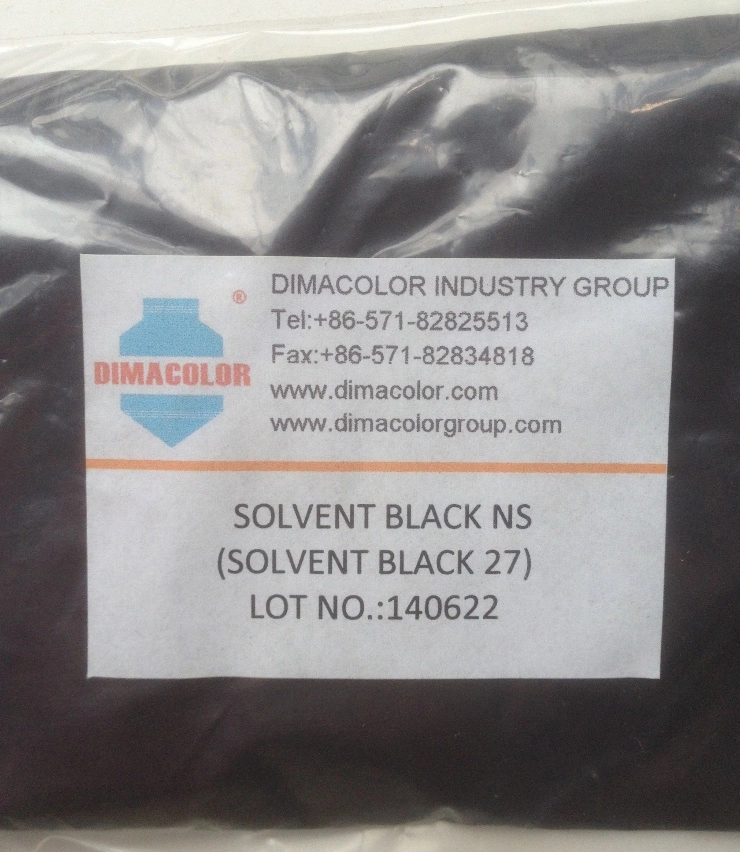 DIMACOLOR INDUSTRY GROUP
Tel:+86-571-82825513
Fax:+86-571-82834818
www.dimacolor.com
www.dimacolorgroup.com
®
DIMACOLOR
SOLVENT BLACK NS
(SOLVENT BLACK 27)
LOT NO.:140622